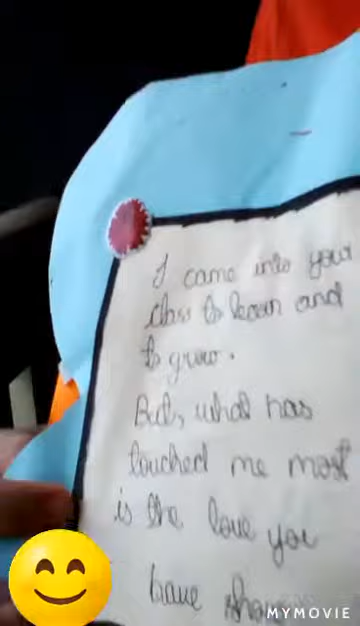 I came into your
class to learn and
to grow.
But, what has
touched me most
is the love you
have
MYMOVIE